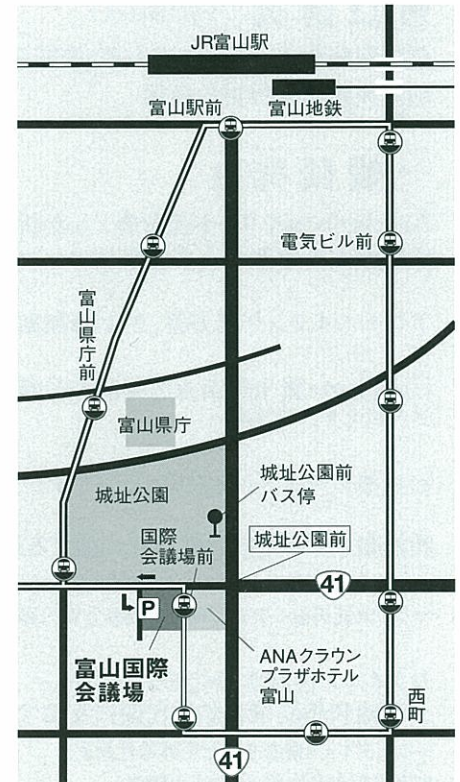 JR富山駅
富山駅前
富山地鉄
電気ビル前
富山県庁前
富山県庁
城址公園
城址公園前
バス停
国際
会議場前
城址公園前
41
P
富山国際
会議場
ANAクラウン
プラザホテル
富山
西町
41